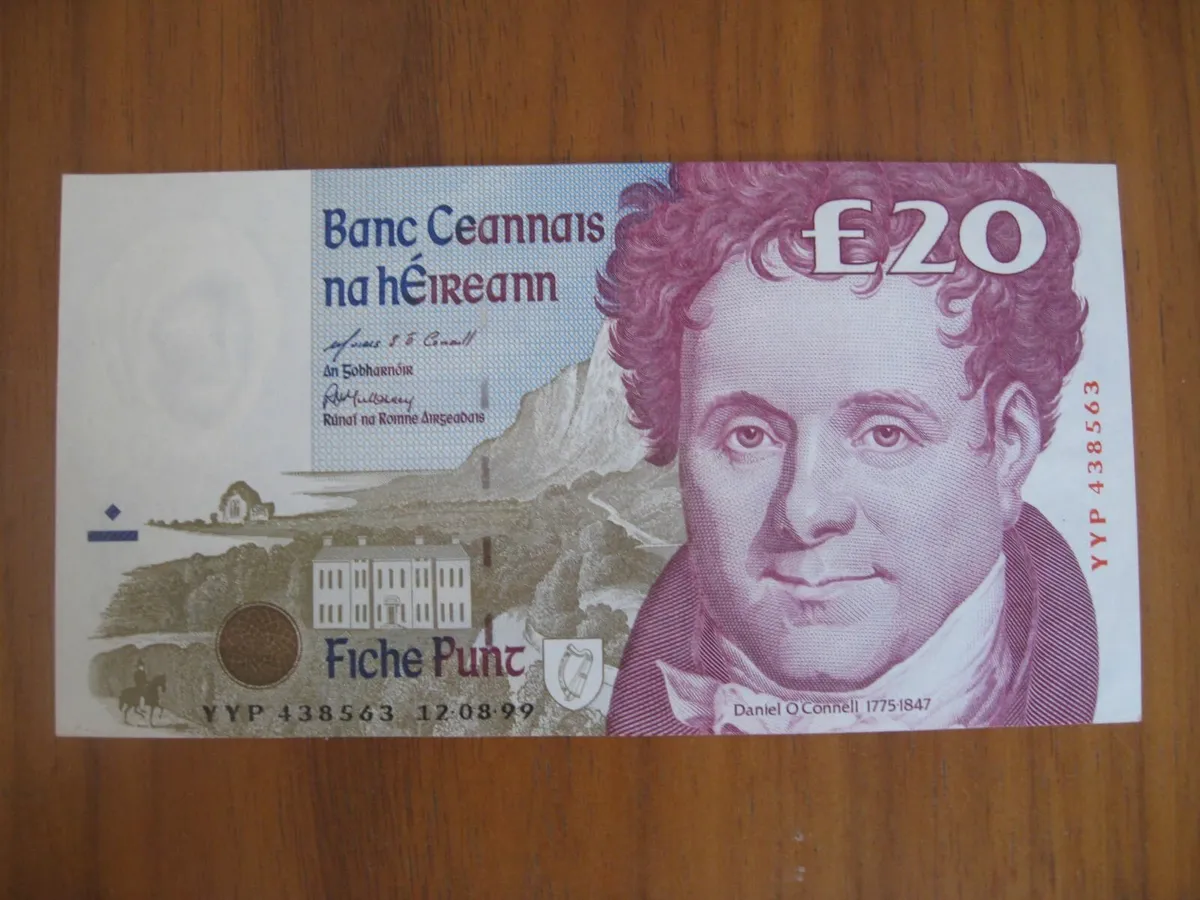 Banc Ceannais
na hÉireann
£20
An Gobharnóir
Rúnaí na Roinne Airgeadais
Fiche Punt
YYP 438563 12·08·99
Daniel O'Connell 1775-1847
YYP 438563